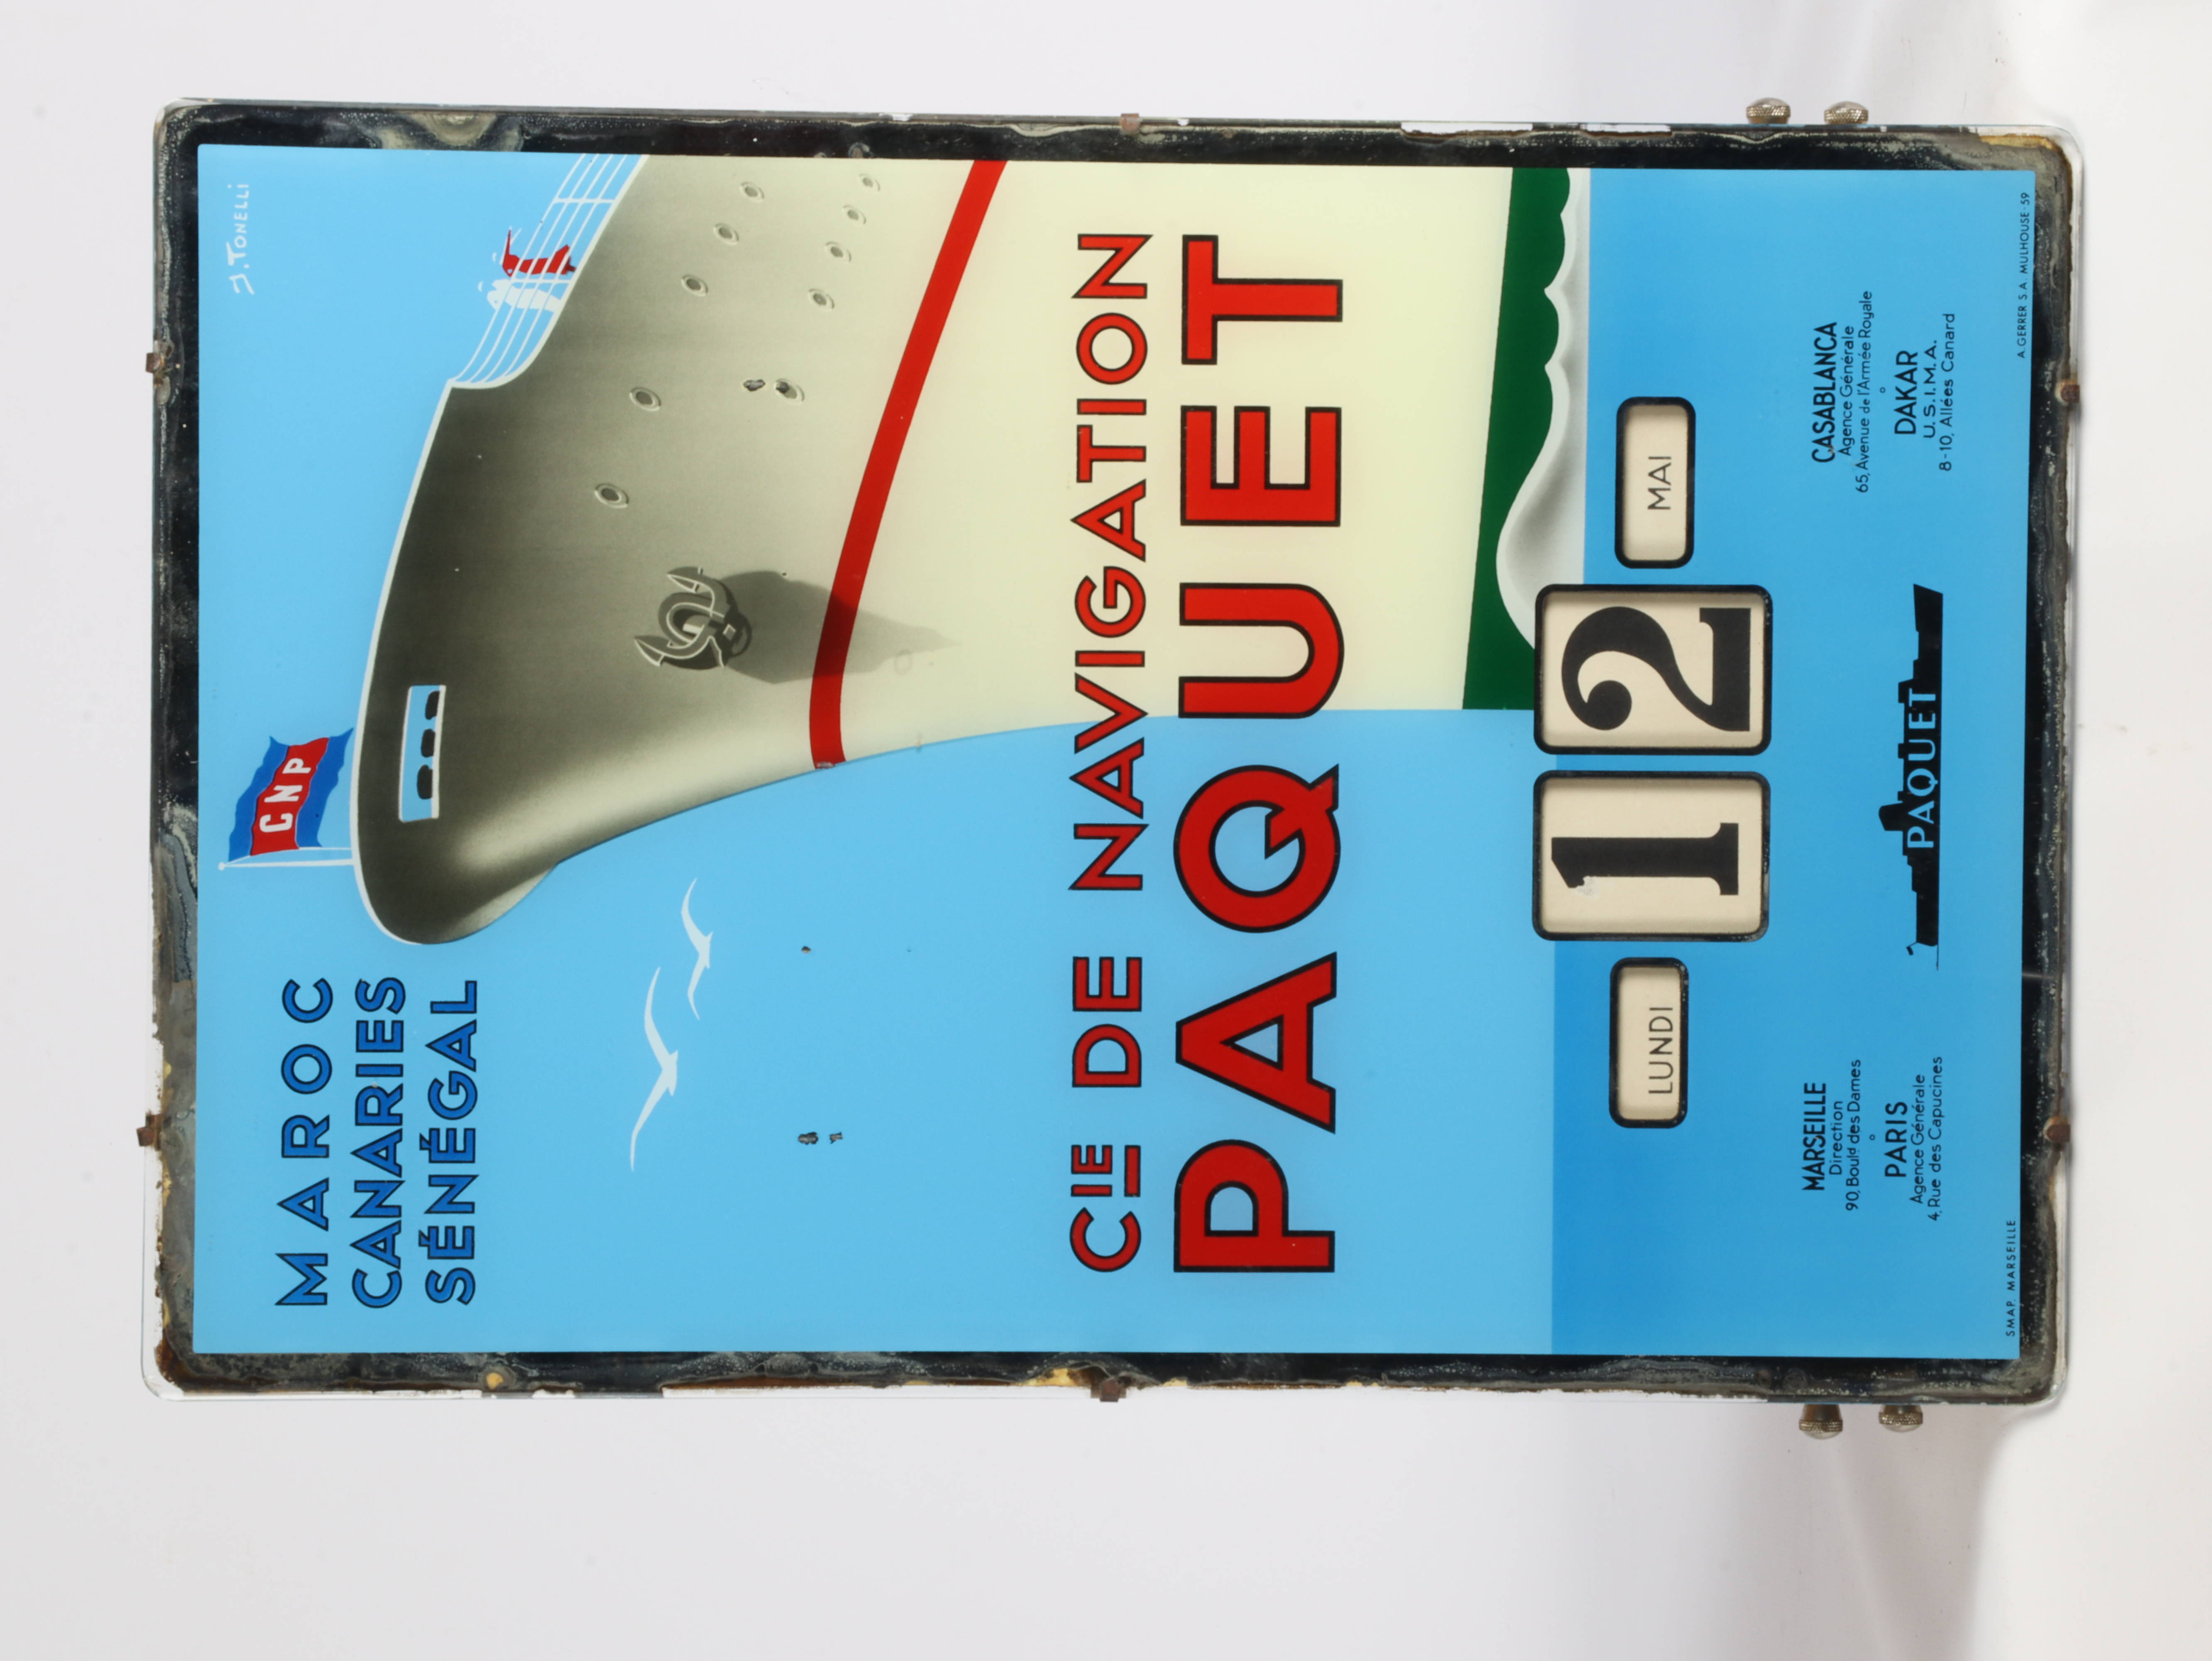 J. TONELLI
CNP
MAROC
CANARIES
SÉNÉGAL
CIE DE NAVIGATION
PAQUET
LUNDI
12
MAI
MARSEILLE
Direction
90, Bould des Dames
PARIS
Agence Générale
4, Rue des Capucines
PAQUET
CASABLANCA
Agence Générale
65, Avenue de l'Armée Royale
DAKAR
U.S.I.M.A.
8-10, Allées Canard
SMAP. MARSEILLE
A. GERRER S.A. MULHOUSE-59